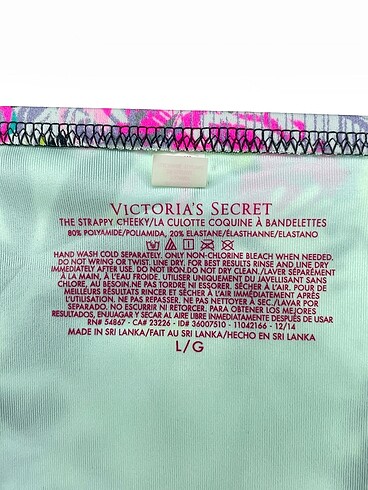 VICTORIA'S SECRET
THE STRAPPY CHEEKY/LA CULOTTE COQUINE À BANDELETTES
80% POLYAMIDE/POLIAMIDA, 20% ELASTANE/ÉLASTHANNE/ELASTANO
HAND WASH COLD SEPARATELY. ONLY NON-CHLORINE BLEACH WHEN NEEDED.
DO NOT WRING OR TWIST. LINE DRY. FOR BEST RESULTS RINSE AND LINE DRY
IMMEDIATELY AFTER USE. DO NOT IRON.DO NOT DRY CLEAN./LAVER SÉPARÉMENT
À LA MAIN, À L'EAU FROIDE. UTILISER UNIQUEMENT DU JAVELLISANT SANS
CHLORE, AU BESOIN.NE PAS TORDRE NI ESSORER. SÉCHER À L'AIR. POUR DE
MEILLEURS RÉSULTATS RINCER ET SÉCHER À L'AIR IMMÉDIATEMENT APRÈS
L'UTILISATION. NE PAS REPASSER. NE PAS NETTOYER À SEC./LAVAR POR
SEPARADO. NO ESCURRIR NI RETORCER. PARA OBTENER LOS MEJORES
RESULTADOS, ENJUAGAR Y SECAR AL AIRE LIBRE IMMEDIATAMENTE DESPUÉS DE USAR
RN# 54867 - CA# 23226 - ID# 36007510 - 11042166 - 12/14
MADE IN SRI LANKA/FAIT AU SRI LANKA/HECHO EN SRI LANKA
L/G